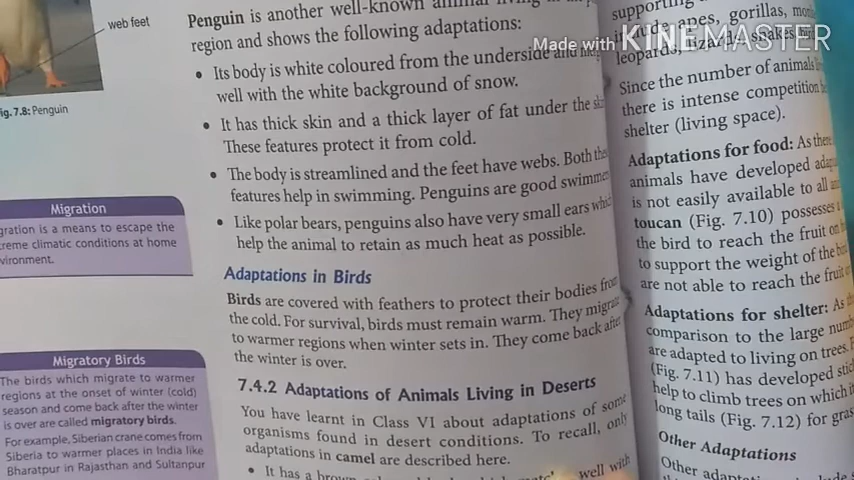 web feet
Fig. 7.8: Penguin
Penguin is another well-known animal living in
region and shows the following adaptations:
• Its body is white coloured from the underside and
well with the white background of snow.
• It has thick skin and a thick layer of fat under the
These features protect it from cold.
• The body is streamlined and the feet have webs. Both
features help in swimming. Penguins are good
• Like polar bears, penguins also have very small ears
help the animal to retain as much heat as possible.
Adaptations in Birds
Birds are covered with feathers to protect their bodies from
the cold. For survival, birds must remain warm. They migrate
to warmer regions when winter sets in. They come back after
the winter is over.
7.4.2 Adaptations of Animals Living in Deserts
You have learnt in Class VI about adaptations of some
organisms found in desert conditions. To recall, only
adaptations in camel are described here.
• It has a well with
Migration
is a means to escape the
climatic conditions at home
Migratory Birds
The birds which migrate to warmer
regions at the onset of winter (cold)
season and come back after the winter
is over are called migratory birds.
For example, Siberian crane comes from
Siberia to warmer places in India like
Bharatpur in Rajasthan and Sultanpur
supporting
apes, gorillas,
leopards, lizards, snakes,
Since the number of animals
there is intense competition
shelter (living space).
Adaptations for food: As
animals have developed
is not easily available to all
toucan (Fig. 7.10) possesses
the bird to reach the fruit on
to support the weight of the
are not able to reach the fruit
Adaptations for shelter: As
comparison to the large
are adapted to living on trees.
(Fig. 7.11) has developed
help to climb trees on which
long tails (Fig. 7.12) for
Other Adaptations
Other
Made with KINEMASTER